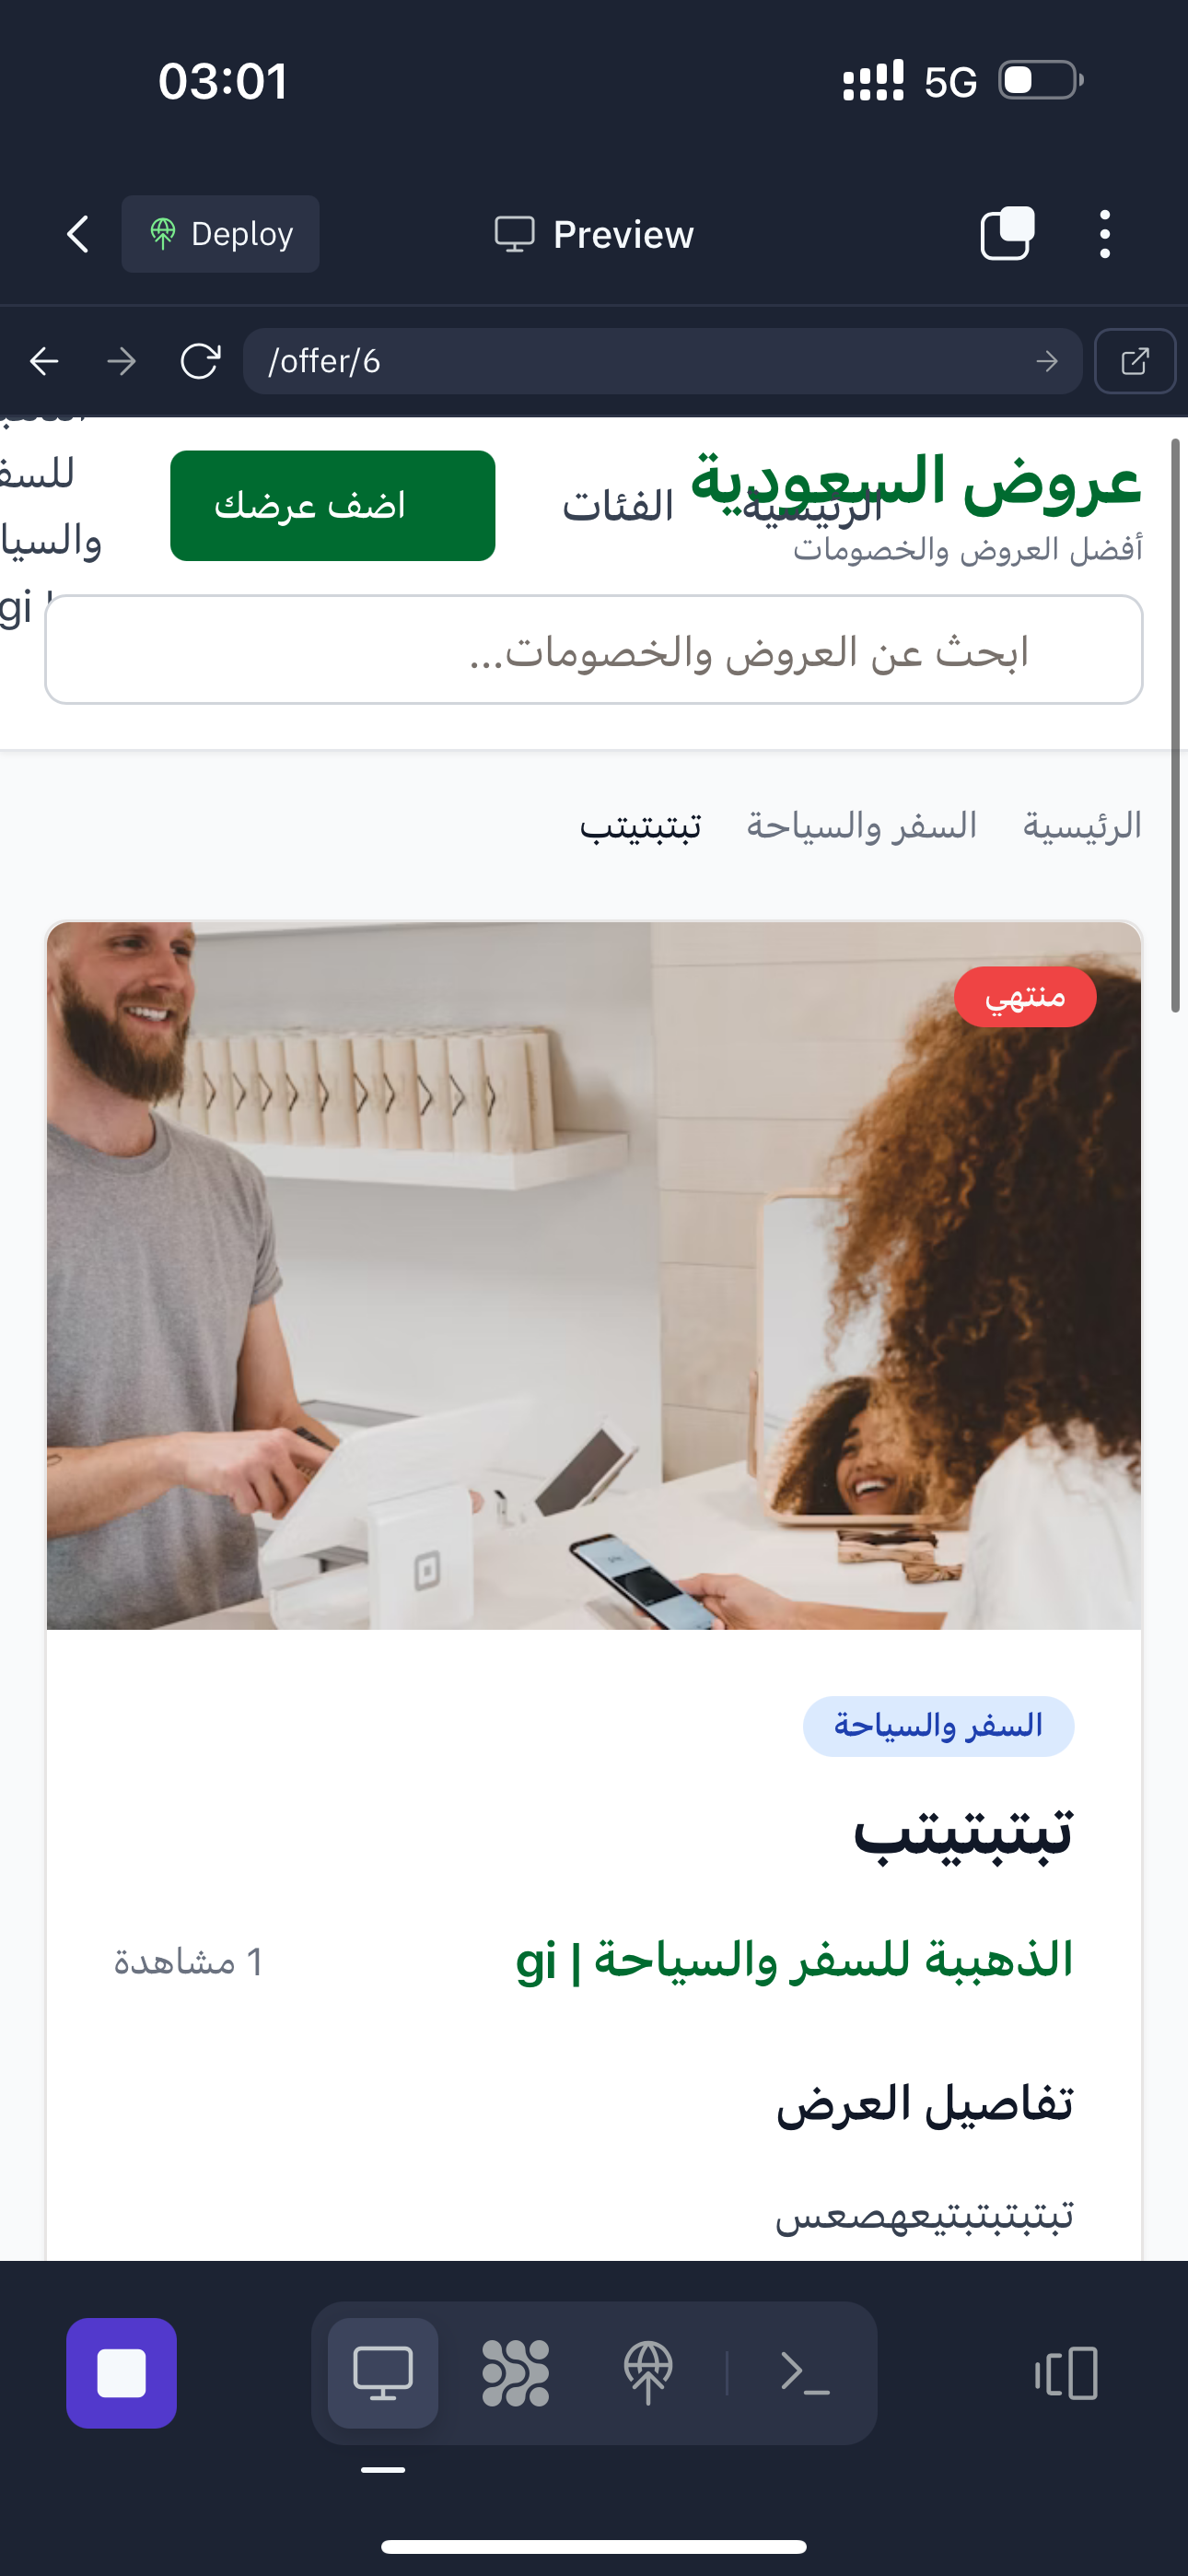 03:01
5G
Deploy
Preview
/offer/6
عروض السعودية
الرئيسية
الفئات
اضف عرضك
أفضل العروض والخصومات
للسفر
gi |
ابحث عن العروض والخصومات...
الرئيسية
السفر والسياحة
تبتبتيتب
منتهي
السفر والسياحة
تبتبتيتب
الذهبية للسفر والسياحة | gi
1 مشاهدة
تفاصيل العرض
تبتبتبتبتيعهصعس